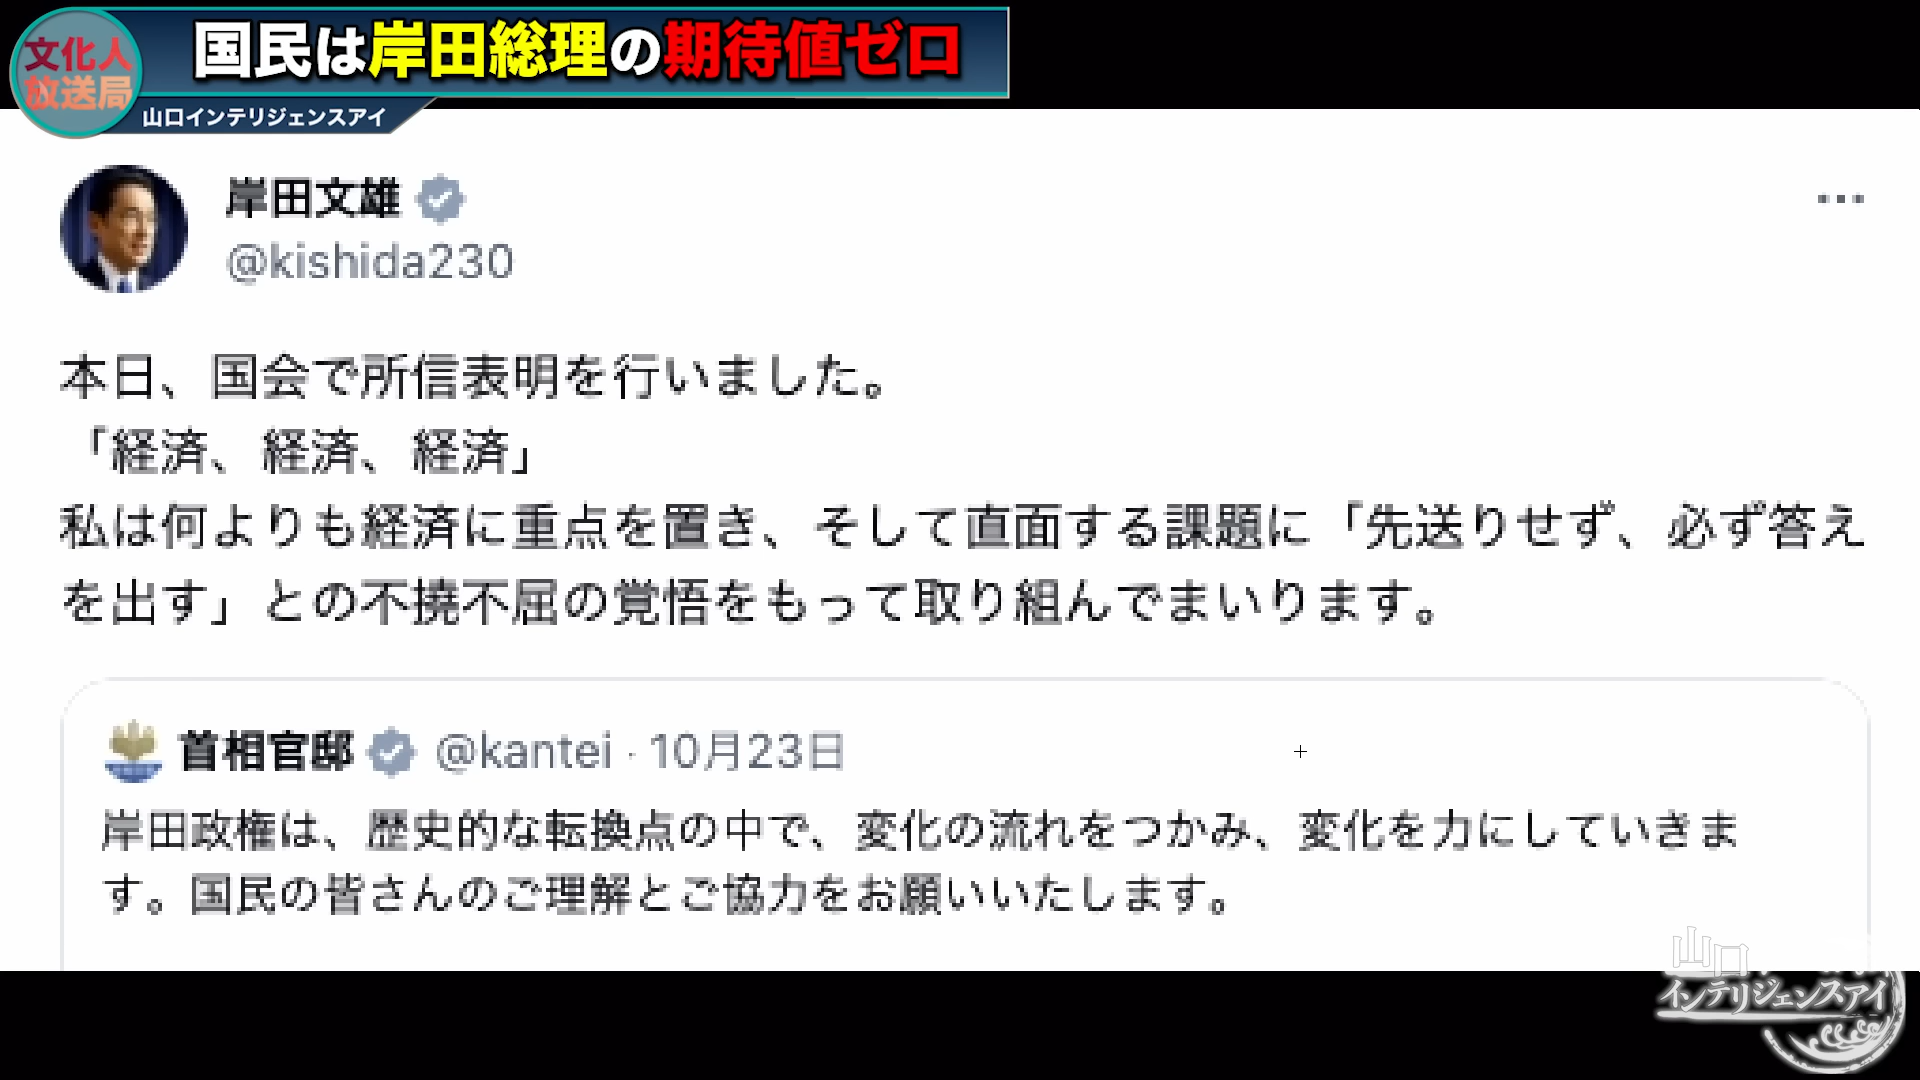 文化人
放送局
国民は岸田総理の期待値ゼロ
山口インテリジェンスアイ
岸田文雄
@kishida230
本日、国会で所信表明を行いました。
「経済、経済、経済」
私は何よりも経済に重点を置き、そして直面する課題に「先送りせず、必ず答え
を出す」との不撓不屈の覚悟をもって取り組んでまいります。
首相官邸 @kantei · 10月23日
岸田政権は、歴史的な転換点の中で、変化の流れをつかみ、変化を力にしていきま
す。国民の皆さんのご理解とご協力をお願いいたします。
山口
インテリジェンスアイ